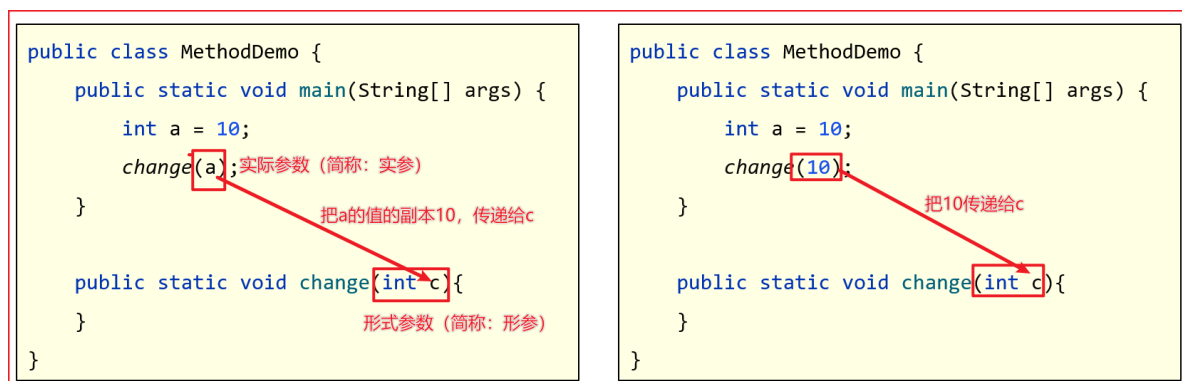 public class MethodDemo {
public static void main(String[] args) {
int a = 10;
change(a);实际参数（简称：实参）
}
把a的值的副本10，传递给c
public static void change(int c){
}
形式参数（简称：形参）
}
public class MethodDemo {
public static void main(String[] args) {
int a = 10;
change(10);
}
把10传递给c
public static void change(int c){
}
}